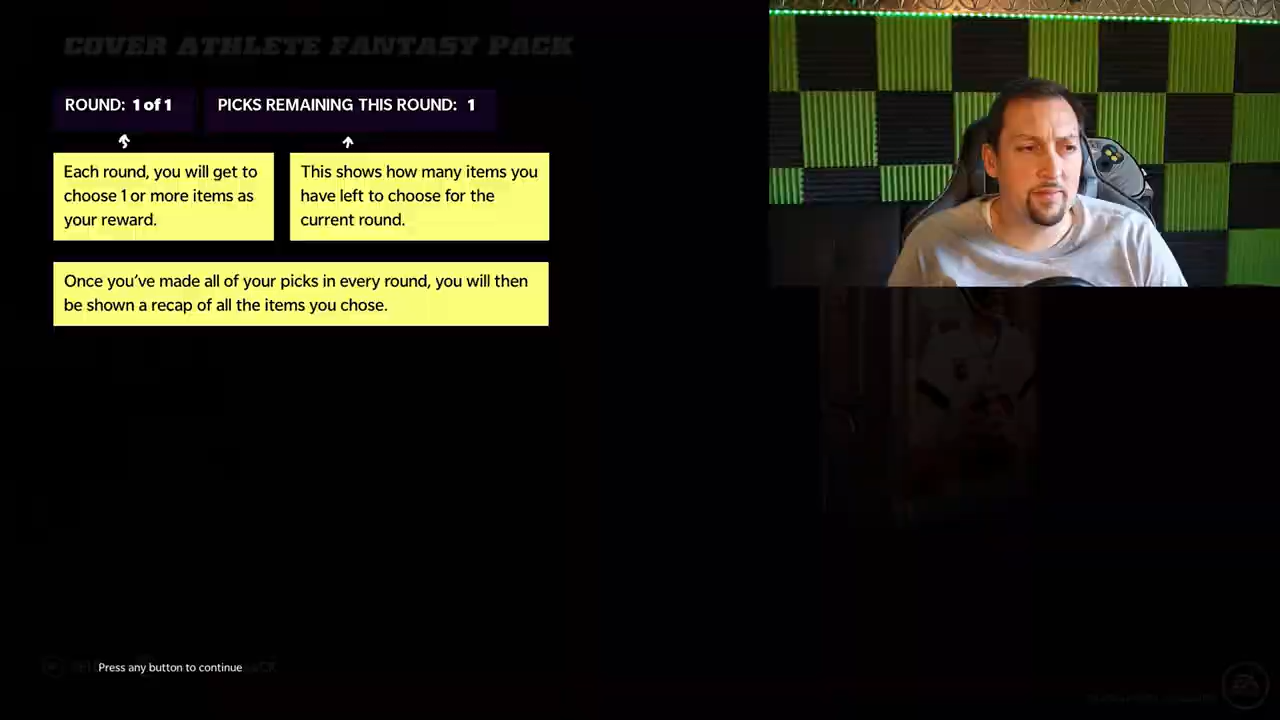 COVER ATHLETE FANTASY PACK
ROUND: 1 of 1
PICKS REMAINING THIS ROUND: 1
Each round, you will get to
choose 1 or more items as
your reward.
This shows how many items you
have left to choose for the
current round.
Once you've made all of your picks in every round, you will then
be shown a recap of all the items you chose.
Press any button to continue
EA